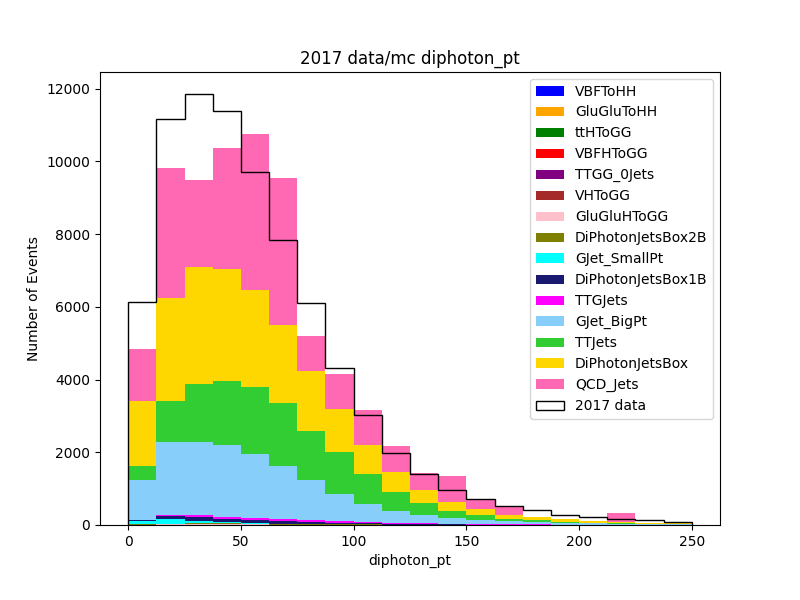 2017 data/mc diphoton_pt
12000
10000
8000
6000
4000
2000
0
Number of Events
0
50
100
150
200
250
diphoton_pt
VBFToHH
GluGluToHH
ttHToGG
VBFHToGG
TTGG_0Jets
VHToGG
GluGluHToGG
DiPhotonJetsBox2B
GJet_SmallPt
DiPhotonJetsBox1B
TTGJets
GJet_BigPt
TTJets
DiPhotonJetsBox
QCD_Jets
2017 data